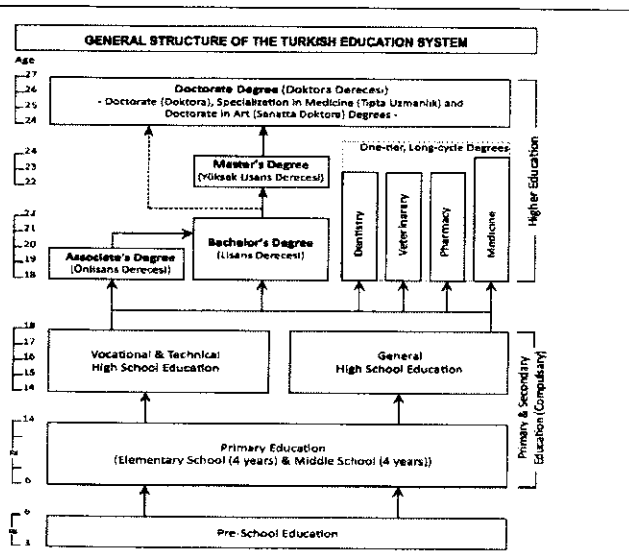 GENERAL STRUCTURE OF THE TURKISH EDUCATION SYSTEM
Age
27
26
25
24
Doctorate Degree (Doktora Derecesi)
- Doctorate (Doktora), Specialization in Medicine (Tıpta Uzmanlık) and
Doctorate in Art (Sanatta Doktora) Degrees -
24
23
22
Master's Degree
(Yüksek Lisans Derecesi)
One-tier, Long-cycle Degrees
Dentistry
Veterinarary
Pharmacy
Medicine
Higher Education
22
21
20
19
18
Bachelor's Degree
(Lisans Derecesi)
Associate's Degree
(Önlisans Derecesi)
18
17
16
15
14
Vocational & Technical
High School Education
General
High School Education
Primary & Secondary
Education (Compulsary)
14
6
Primary Education
(Elementary School (4 years) & Middle School (4 years))
6
3
Pre-School Education